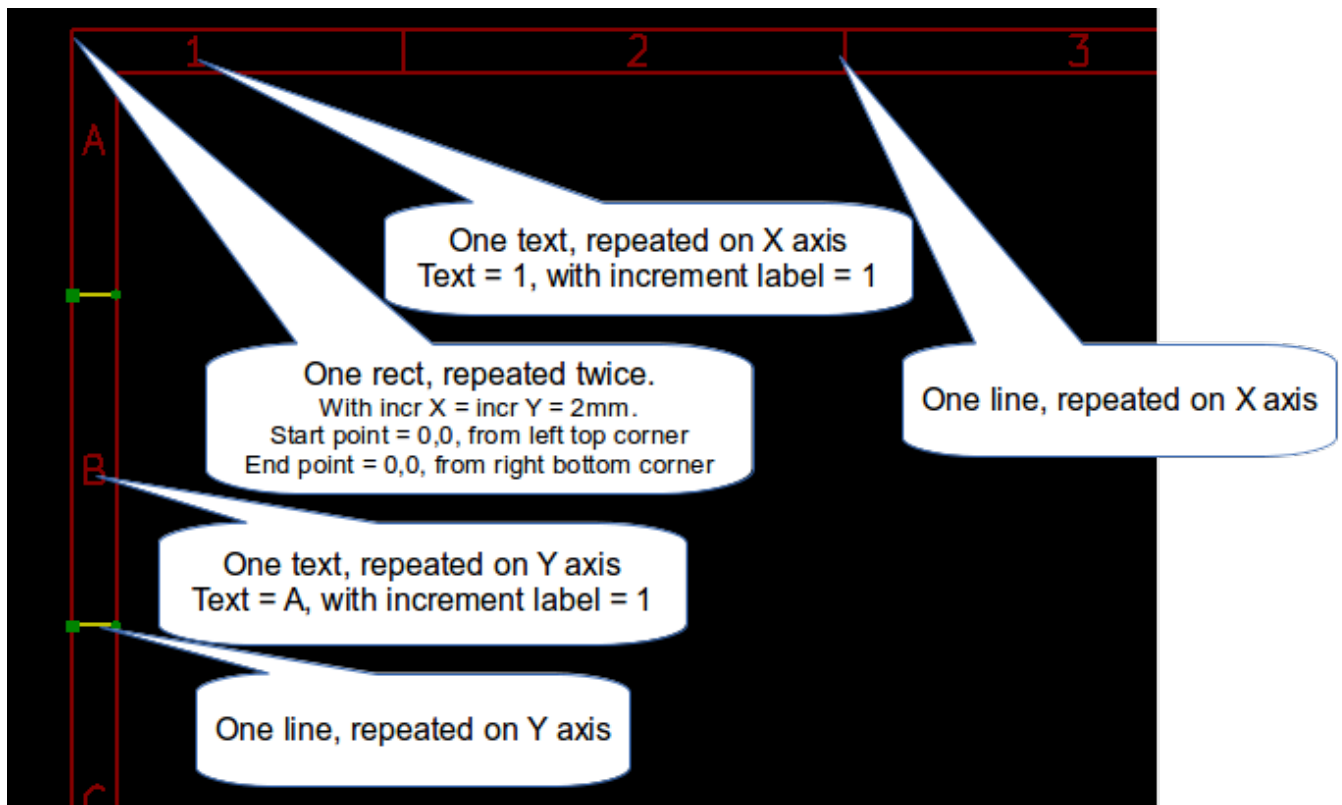 1 2 3
A
One text, repeated on X axis
Text = 1, with increment label = 1
One rect, repeated twice.
With incr X = incr Y = 2mm.
Start point = 0,0, from left top corner
End point = 0,0, from right bottom corner
One line, repeated on X axis
B
One text, repeated on Y axis
Text = A, with increment label = 1
One line, repeated on Y axis
C